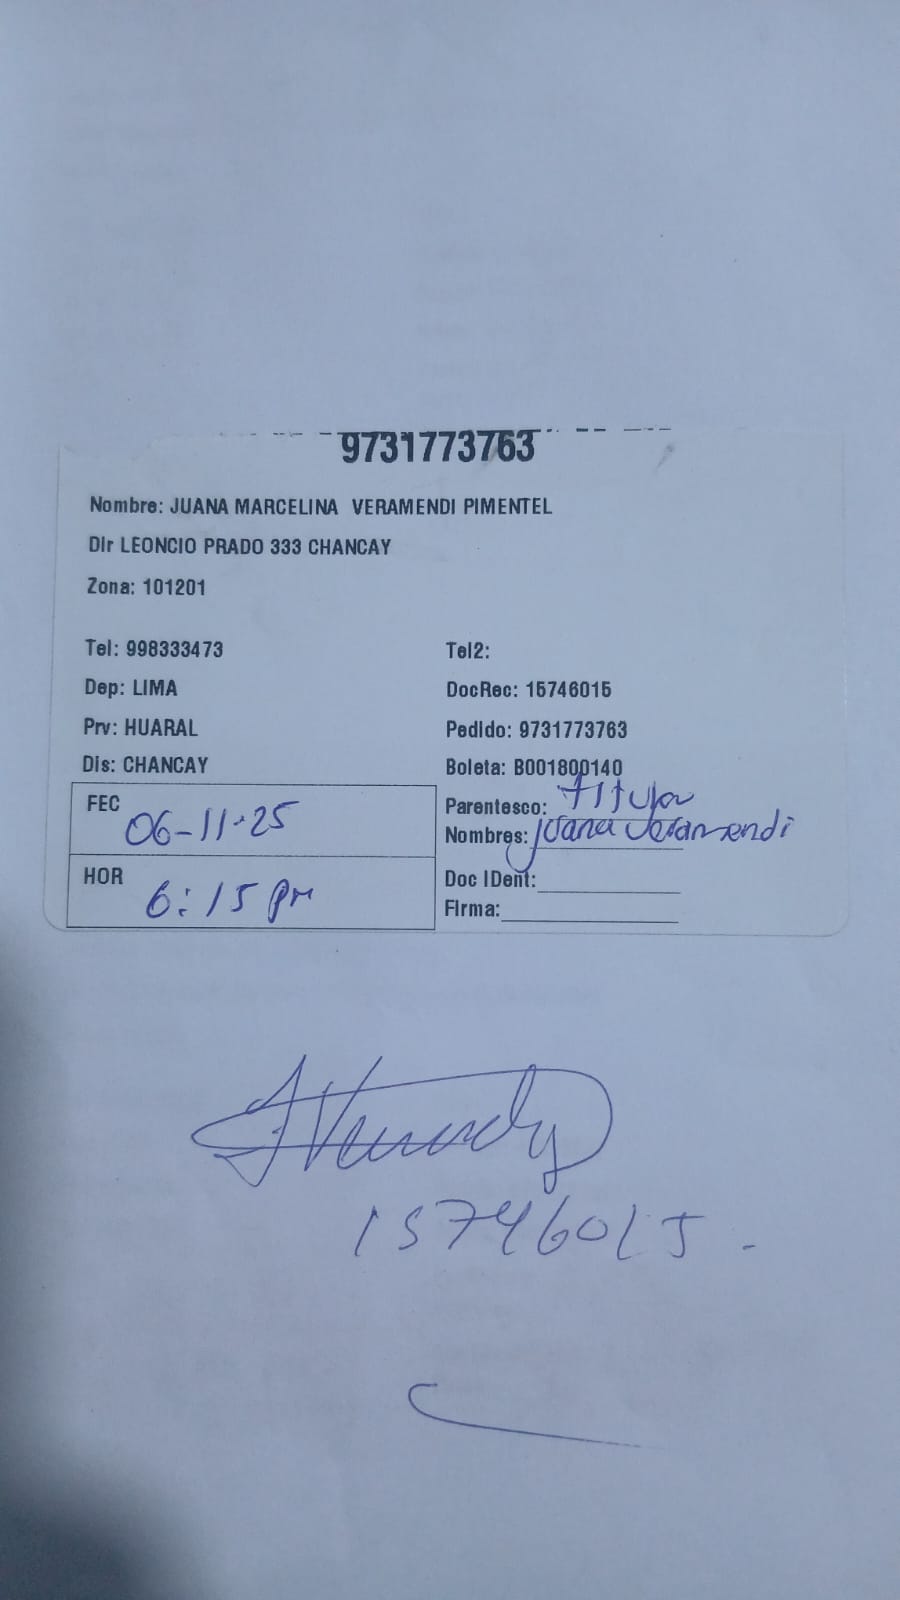 9731773763
Nombre: JUANA MARCELINA VERAMENDI PIMENTEL
Dir LEONCIO PRADO 333 CHANCAY
Zona: 101201
Tel: 998333473 Tel2:
Dep: LIMA DocRec: 15746015
Prv: HUARAL Pedido: 9731773763
Dis: CHANCAY Boleta: B001800140
FEC 06-11-25 Parentesco: titular
Nombres: Juana Veramendi
HOR 6:15 pm Doc IDent:
Firma:
15746015